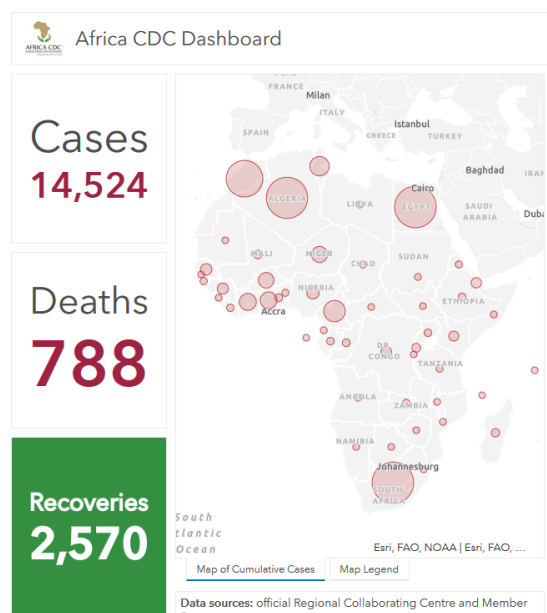 AFRICA CDC
Africa CDC Dashboard
Cases
14,524
Deaths
788
Recoveries
2,570
FRANCE
Milan
ITALY
Istanbul
SPAIN
GREECE
TURKEY
Baghdad
IRAN
Cairo
ALGERIA
LIBYA
EGYPT
SAUDI
ARABIA
Duba
MALI
NIGER
CHAD
SUDAN
NIGERIA
ETHIOPIA
Accra
DR
CONGO
TANZANIA
ANGOLA
ZAMBIA
NAMIBIA
Johannesburg
SOUTH
AFRICA
South
tlantic
Ocean
Esri, FAO, NOAA | Esri, FAO, ...
Map of Cumulative Cases
Map Legend
Data sources: official Regional Collaborating Centre and Member